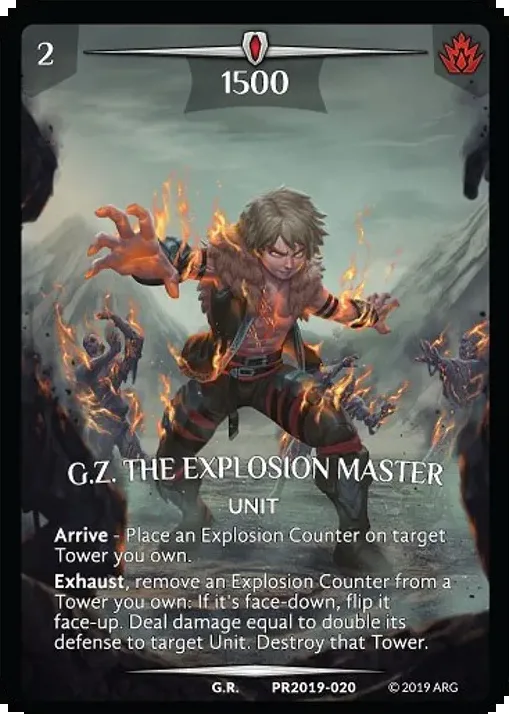 2
1500
G.Z. THE EXPLOSION MASTER
UNIT
Arrive - Place an Explosion Counter on target
Tower you own.
Exhaust, remove an Explosion Counter from a
Tower you own: If it's face-down, flip it
face-up. Deal damage equal to double its
defense to target Unit. Destroy that Tower.
G.R. PR2019-020 © 2019 ARG